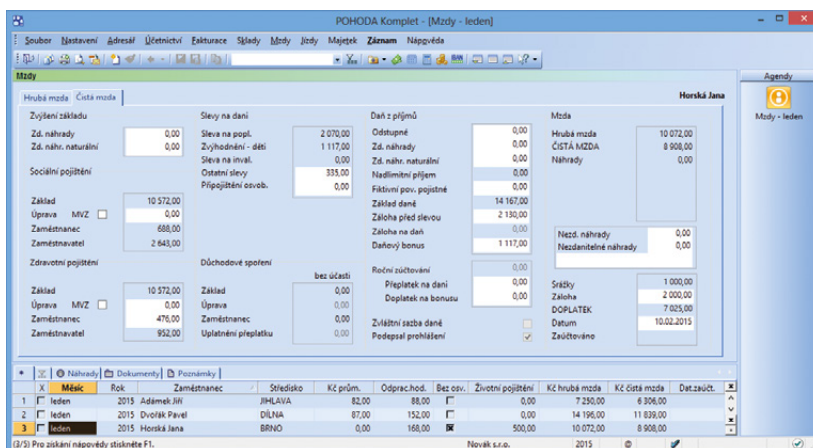 POHODA Komplet - [Mzdy - leden]
Soubor Nastavení Adresář Účetnictví Fakturace Sklady Mzdy Jízdy Majetek Záznam Nápověda
Mzdy
Agendy
Hrubá mzda Čistá mzda Horská Jana
Mzdy - leden
Zvýšení základu
Zd. náhrady 0,00
Zd. náhr. naturální 0,00
Sociální pojištění
Základ 10 572,00
Úprava MVZ 0,00
Zaměstnanec 688,00
Zaměstnavatel 2 643,00
Zdravotní pojištění
Základ 10 572,00
Úprava MVZ 0,00
Zaměstnanec 476,00
Zaměstnavatel 952,00
Slevy na dani
Sleva na popl. 2 070,00
Zvýhodnění - děti 1 117,00
Sleva na inval. 0,00
Ostatní slevy 335,00
Připojištění osvob. 0,00
Důchodové spoření
bez účasti
Základ 0,00
Úprava 0,00
Zaměstnanec 0,00
Uplatnění přeplatku 0,00
Daň z příjmů
Odstupné 0,00
Zd. náhrady 0,00
Zd. náhr. naturální 0,00
Nadlimitní příjem 0,00
Fiktivní pov. pojistné 0,00
Základ daně 14 167,00
Záloha před slevou 2 130,00
Záloha na daň 0,00
Daňový bonus 1 117,00
Roční zúčtování 0,00
Přeplatek na dani 0,00
Doplatek na bonusu 0,00
Zvláštní sazba daně
Podepsal prohlášení
Mzda
Hrubá mzda 10 072,00
ČISTÁ MZDA 8 908,00
Náhrady 0,00
Nezd. náhrady 0,00
Nezdanitelné náhrady 0,00
Srážky 1 000,00
Záloha 2 000,00
DOPLATEK 7 025,00
Datum 10.02.2015
Zaúčtováno
Náhrady Dokumenty Poznámky
X Měsíc Rok Zaměstnanec Středisko Kč prům. Odprac.hod. Bez osv. Životní pojištění Kč hrubá mzda Kč čistá mzda Dat.zaúčt.
1 leden 2015 Adámek Jiří JIHLAVA 82,00 88,00 0,00 7 250,00 6 306,00
2 leden 2015 Dvořák Pavel DÍLNA 87,00 152,00 0,00 14 196,00 11 839,00
3 leden 2015 Horská Jana BRNO 0,00 168,00 500,00 10 072,00 8 908,00
(3/5) Pro získání nápovědy stiskněte F1. Novák s.r.o. 2015 @